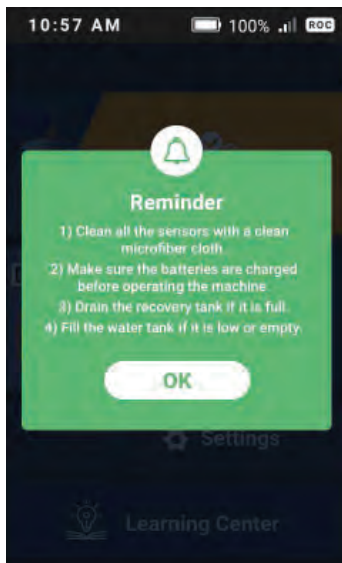 10:57 AM 100% ROC
Reminder
1) Clean all the sensors with a clean
microfiber cloth
2) Make sure the batteries are charged
before operating the machine
3) Drain the recovery tank if it is full.
4) Fill the water tank if it is low or empty.
OK
Settings
Learning Center